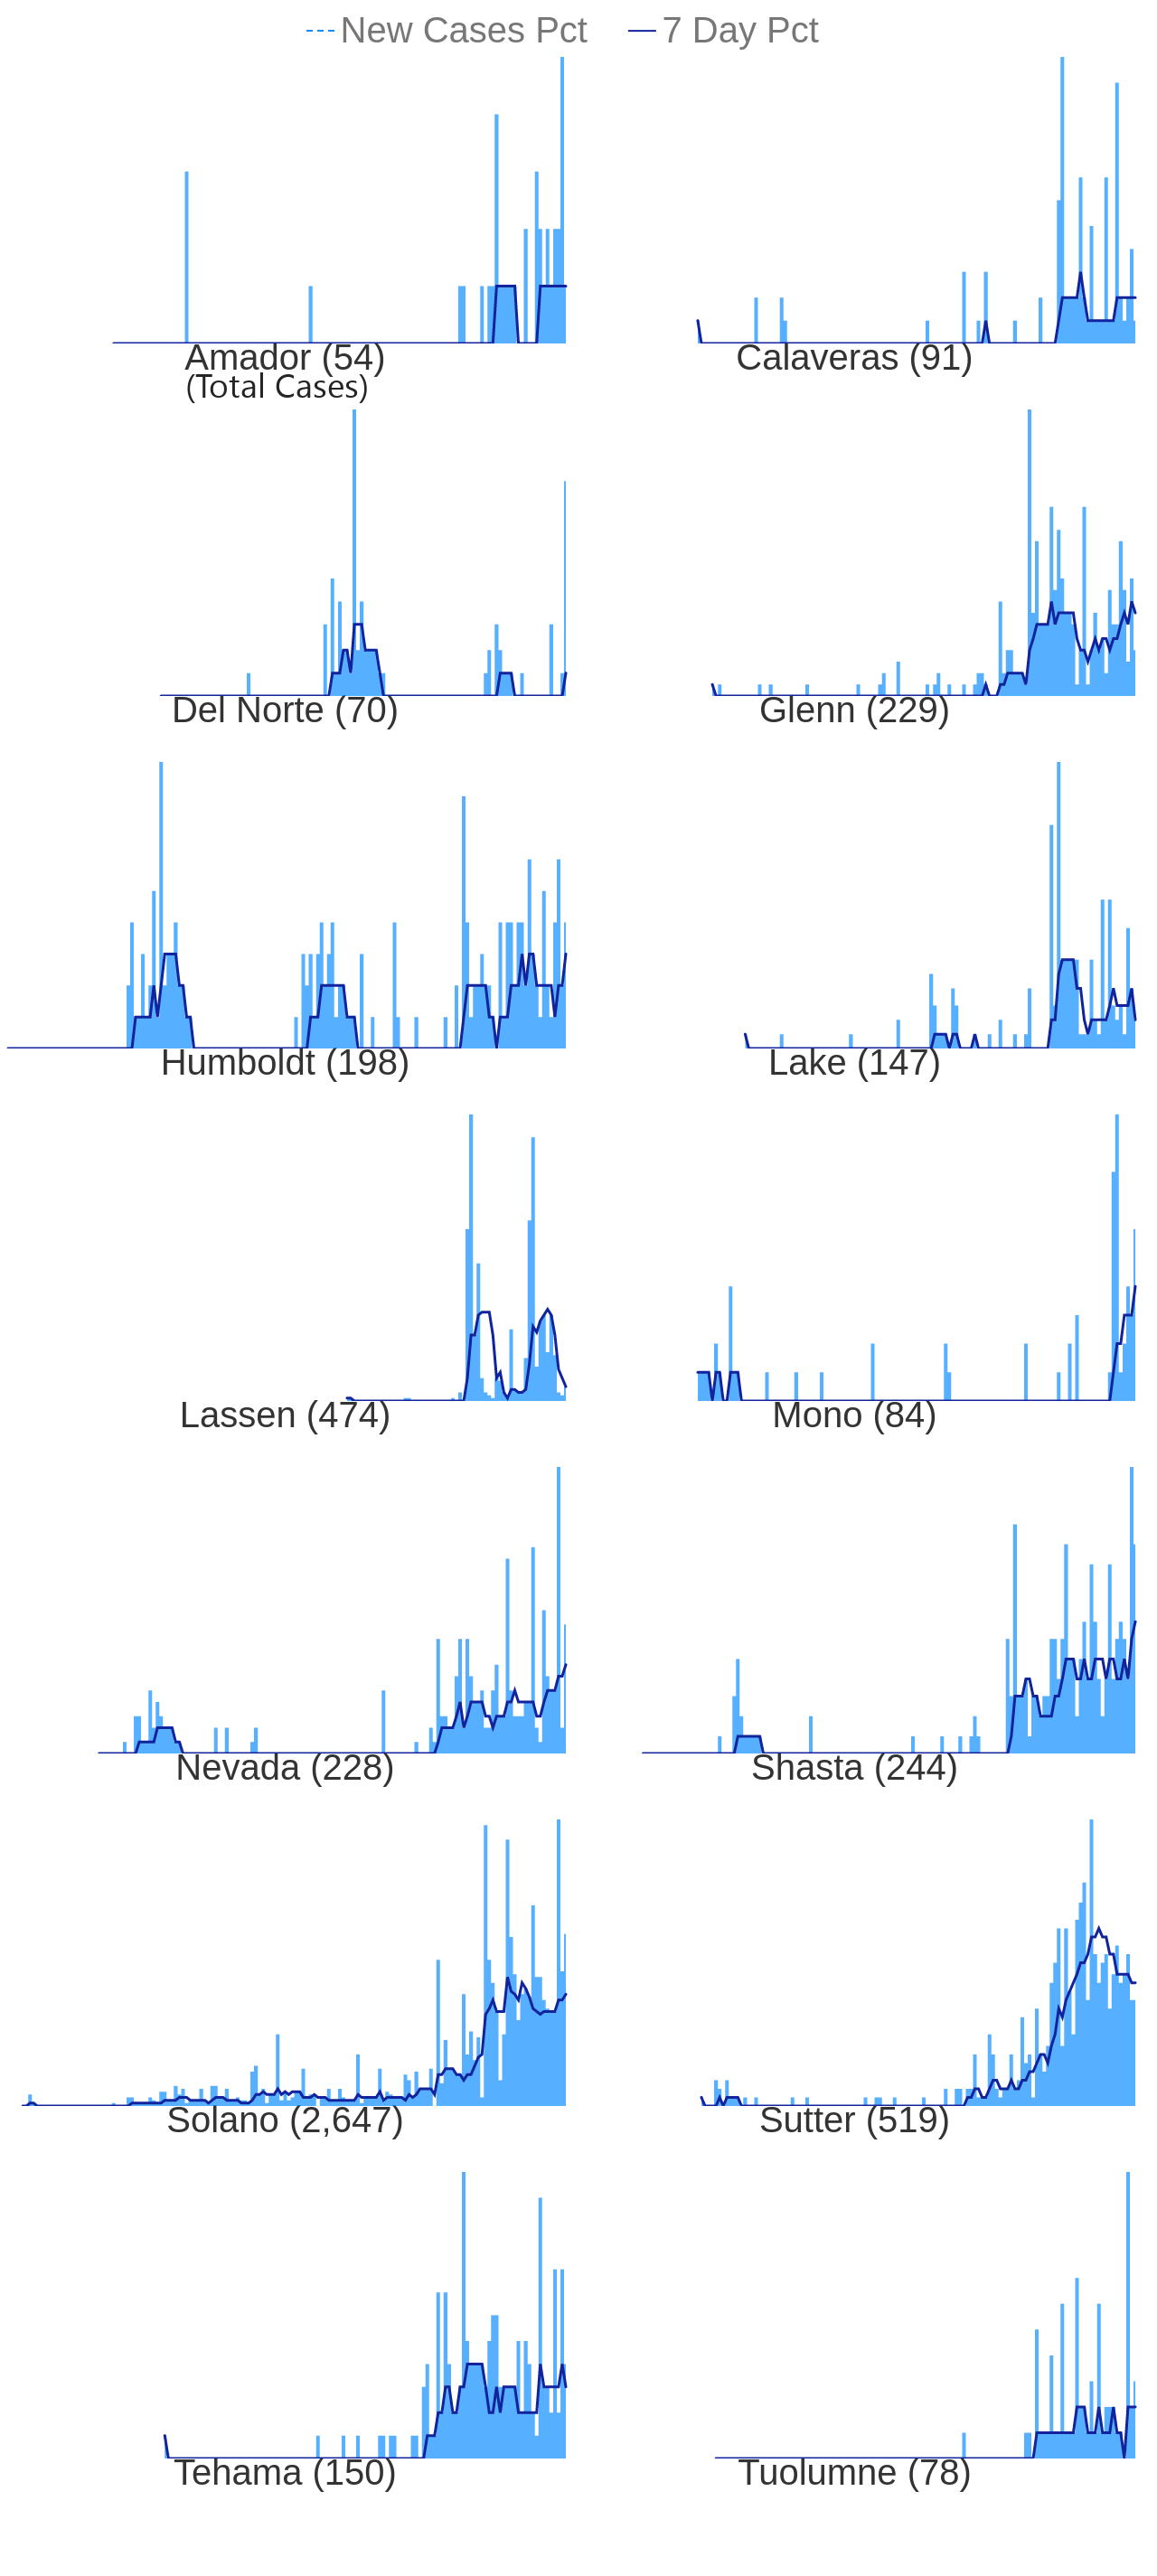 New Cases Pct 7 Day Pct
Amador (54) Calaveras (91)
(Total Cases)
Del Norte (70) Glenn (229)
Humboldt (198) Lake (147)
Lassen (474) Mono (84)
Nevada (228) Shasta (244)
Solano (2,647) Sutter (519)
Tehama (150) Tuolumne (78)